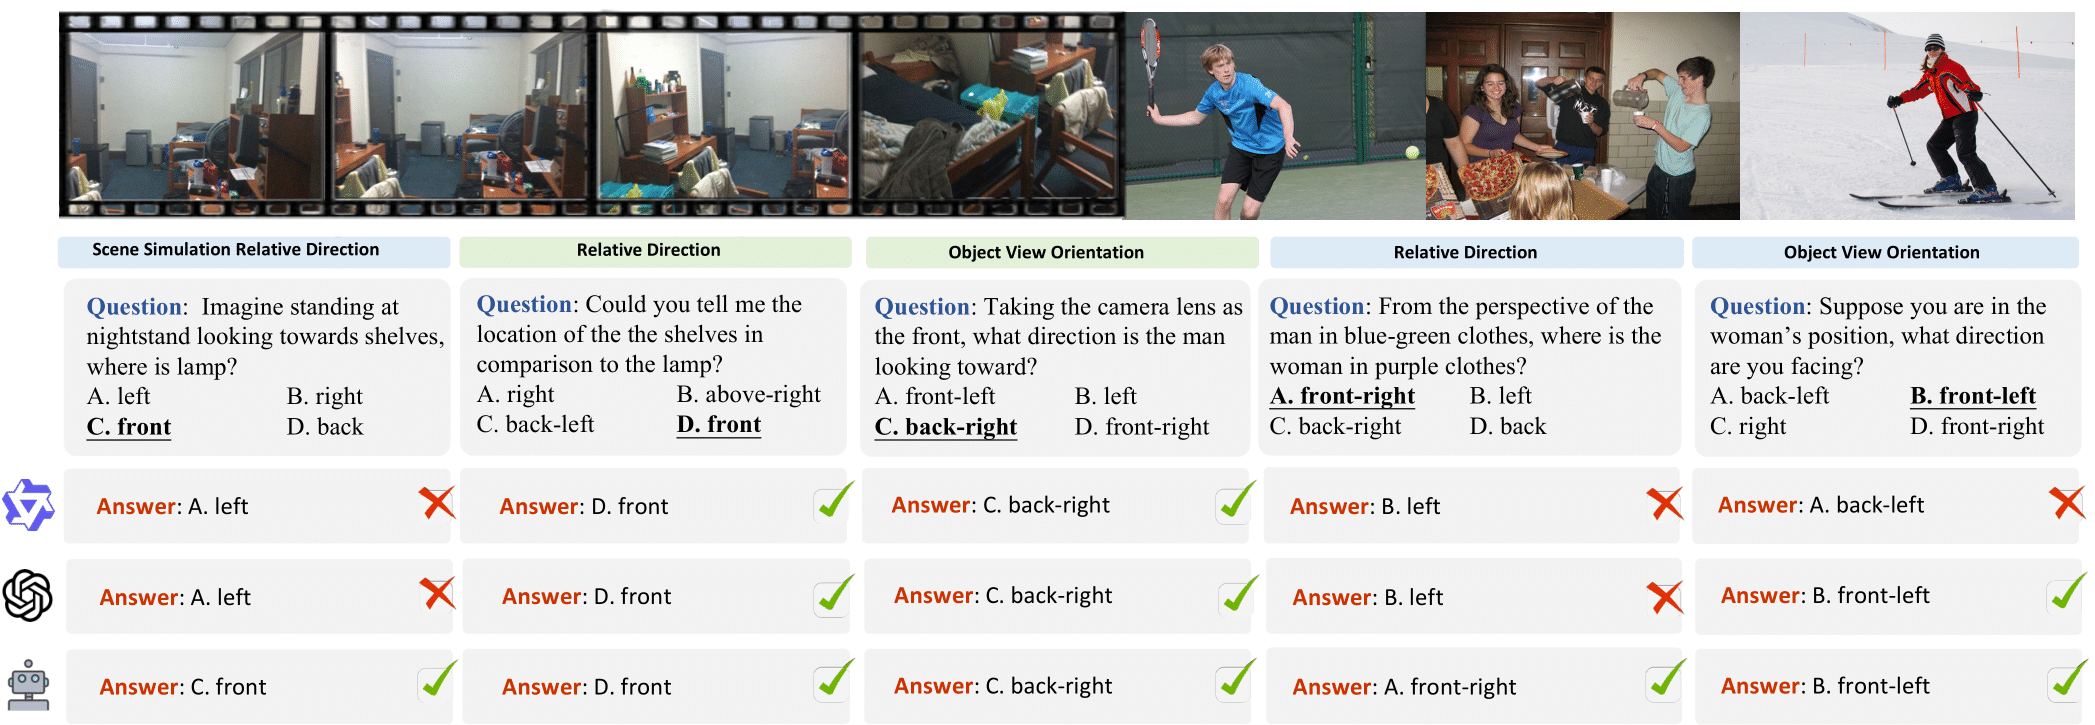 Scene Simulation Relative Direction
Question: Imagine standing at
nightstand looking towards shelves,
where is lamp?
A. left B. right
C. front D. back
Relative Direction
Question: Could you tell me the
location of the the shelves in
comparison to the lamp?
A. right B. above-right
C. back-left D. front
Object View Orientation
Question: Taking the camera lens as
the front, what direction is the man
looking toward?
A. front-left B. left
C. back-right D. front-right
Relative Direction
Question: From the perspective of the
man in blue-green clothes, where is the
woman in purple clothes?
A. front-right B. left
C. back-right D. back
Object View Orientation
Question: Suppose you are in the
woman's position, what direction
are you facing?
A. back-left B. front-left
C. right D. front-right
Answer: A. left
Answer: D. front
Answer: C. back-right
Answer: B. left
Answer: A. back-left
Answer: A. left
Answer: D. front
Answer: C. back-right
Answer: B. left
Answer: B. front-left
Answer: C. front
Answer: D. front
Answer: C. back-right
Answer: A. front-right
Answer: B. front-left